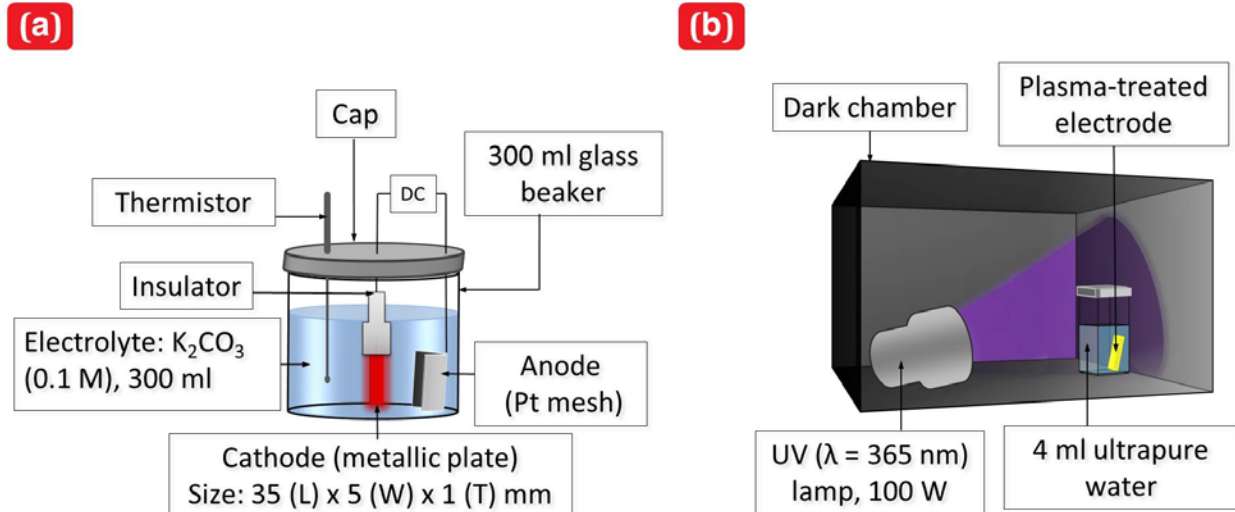 (a)
Cap
300 ml glass
beaker
DC
Thermistor
Insulator
Electrolyte: K₂CO₃
(0.1 M), 300 ml
Anode
(Pt mesh)
Cathode (metallic plate)
Size: 35 (L) x 5 (W) x 1 (T) mm
(b)
Dark chamber
Plasma-treated
electrode
UV (λ = 365 nm)
lamp, 100 W
4 ml ultrapure
water